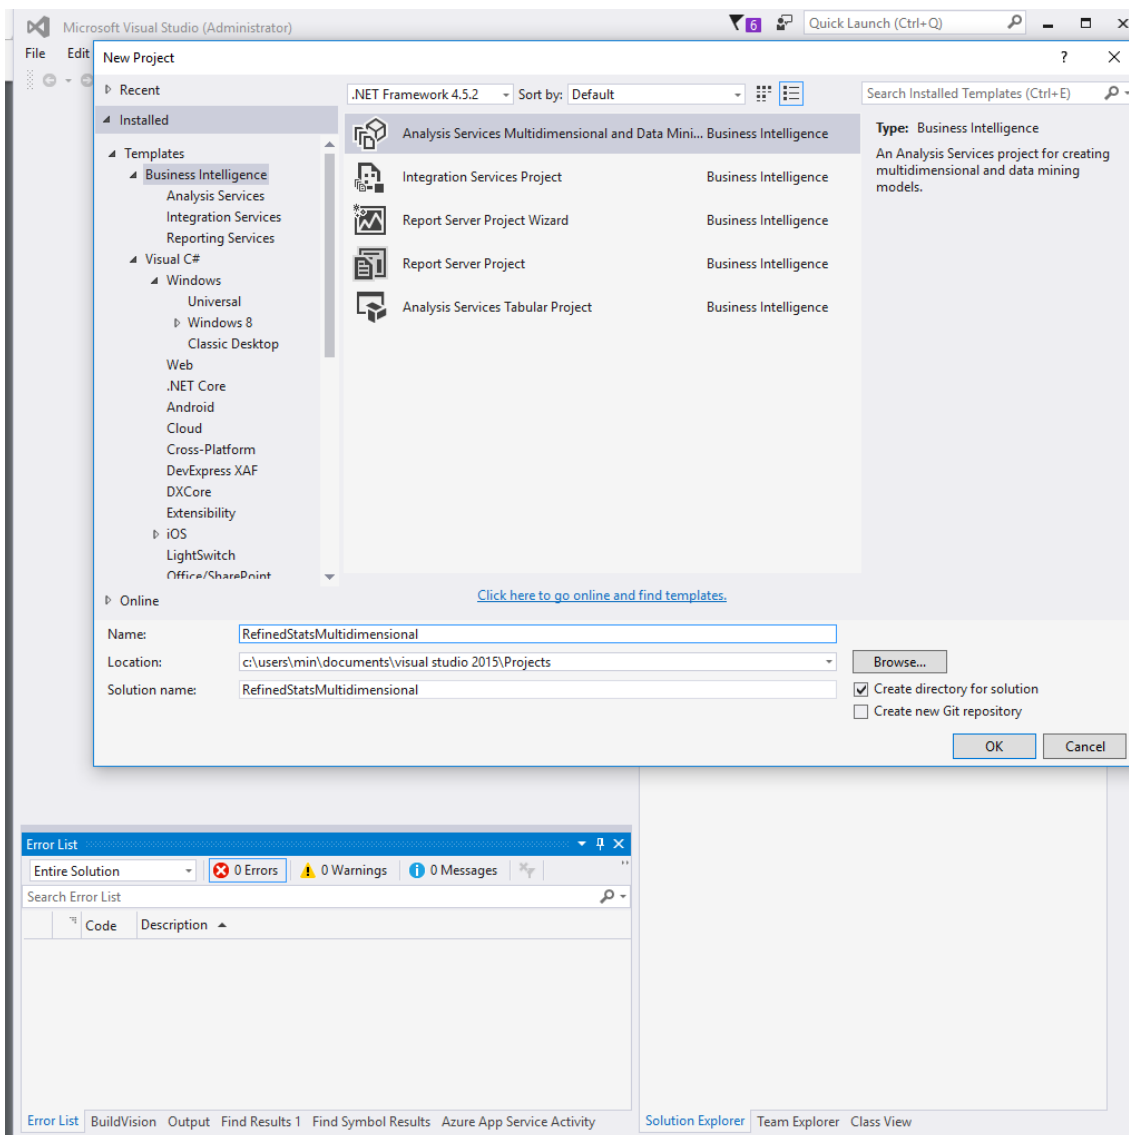 Microsoft Visual Studio (Administrator)
6
Quick Launch (Ctrl+Q)
File Edit
New Project
?
Recent
.NET Framework 4.5.2
Sort by: Default
Search Installed Templates (Ctrl+E)
Installed
Templates
Business Intelligence
Analysis Services
Integration Services
Reporting Services
Visual C#
Windows
Universal
Windows 8
Classic Desktop
Web
.NET Core
Android
Cloud
Cross-Platform
DevExpress XAF
DXCore
Extensibility
iOS
LightSwitch
Office/SharePoint
Online
Analysis Services Multidimensional and Data Mini... Business Intelligence
Integration Services Project Business Intelligence
Report Server Project Wizard Business Intelligence
Report Server Project Business Intelligence
Analysis Services Tabular Project Business Intelligence
Type: Business Intelligence
An Analysis Services project for creating
multidimensional and data mining
models.
Click here to go online and find templates.
Name: RefinedStatsMultidimensional
Location: c:\users\min\documents\visual studio 2015\Projects
Browse...
Solution name: RefinedStatsMultidimensional
Create directory for solution
Create new Git repository
OK Cancel
Error List
Entire Solution 0 Errors 0 Warnings 0 Messages
Search Error List
Code Description
Error List BuildVision Output Find Results 1 Find Symbol Results Azure App Service Activity
Solution Explorer Team Explorer Class View